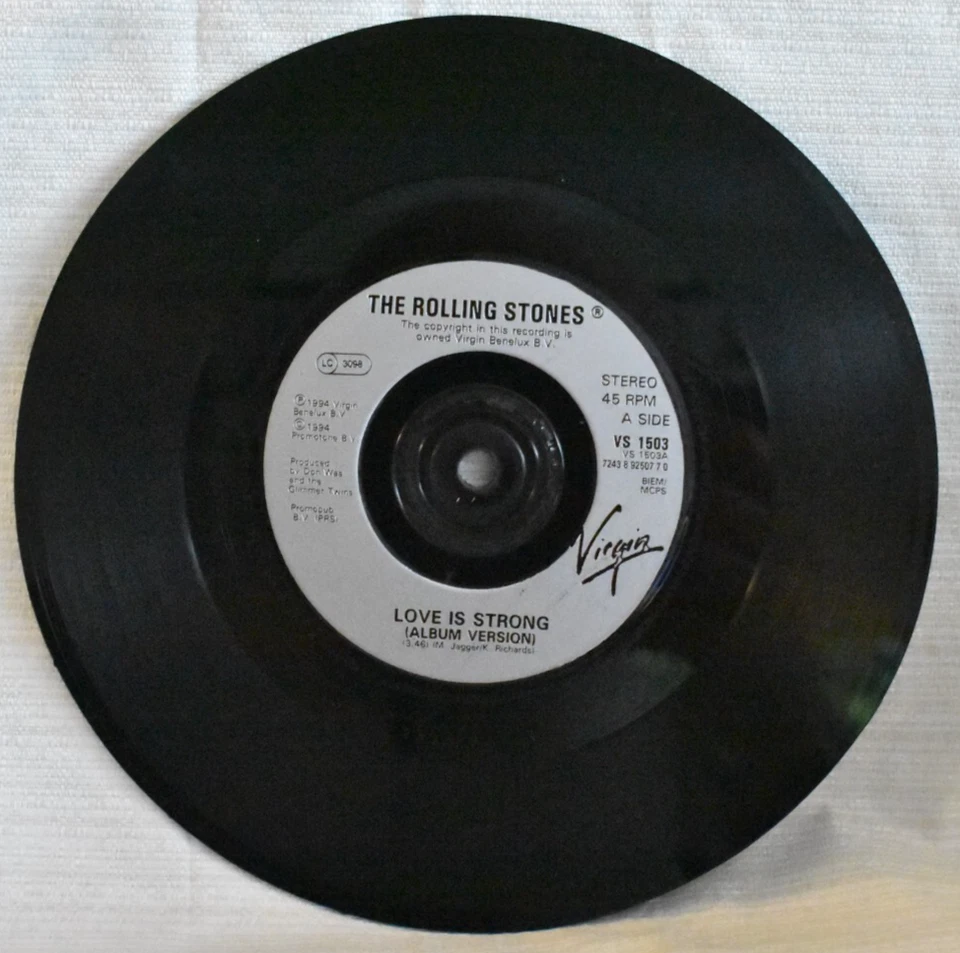 THE ROLLING STONES ®
The copyright in this recording is
owned Virgin Benelux B.V.
LC 3098
℗ 1994 Virgin
Benelux B.V.
© 1994
Promotone B.V.
Produced
by Don Was
and the
Glimmer Twins
Promopub
B.V. (PRS)
STEREO
45 RPM
A SIDE
VS 1503
VS 1503A
7243 8 92507 7 0
BIEM/
MCPS
Virgin
LOVE IS STRONG
(ALBUM VERSION)
(3.46) (M. Jagger/K. Richards)